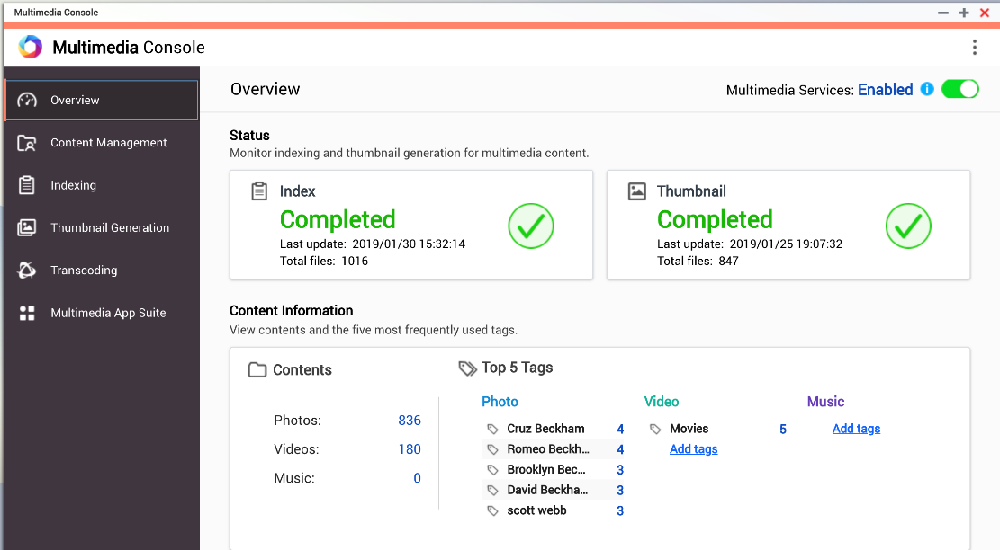 Multimedia Console
Multimedia Console
Overview
Content Management
Indexing
Thumbnail Generation
Transcoding
Multimedia App Suite
Overview
Multimedia Services: Enabled
Status
Monitor indexing and thumbnail generation for multimedia content.
Index
Completed
Last update: 2019/01/30 15:32:14
Total files: 1016
Thumbnail
Completed
Last update: 2019/01/25 19:07:32
Total files: 847
Content Information
View contents and the five most frequently used tags.
Contents
Photos: 836
Videos: 180
Music: 0
Top 5 Tags
Photo
Cruz Beckham 4
Romeo Beckh... 4
Brooklyn Bec... 3
David Beckha... 3
scott webb 3
Video
Movies 5
Add tags
Music
Add tags